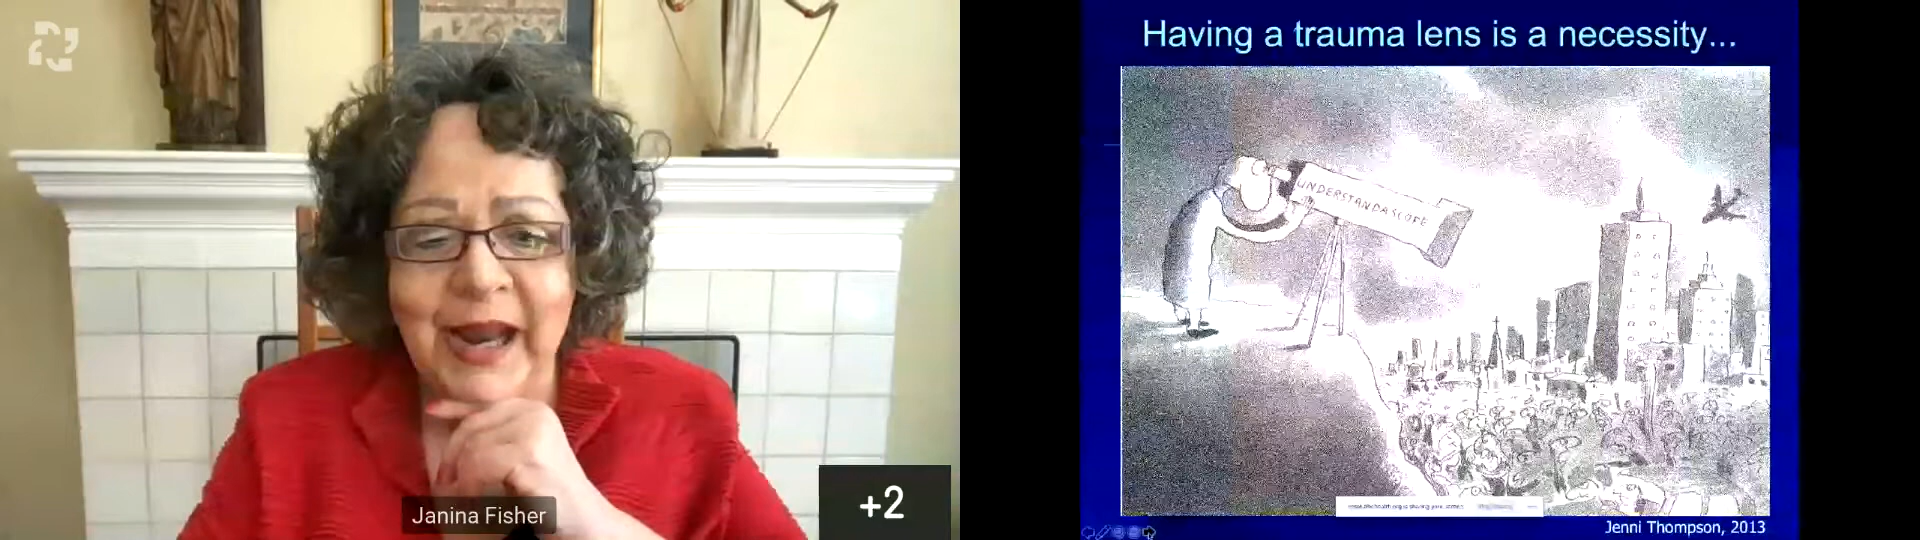 Janina Fisher
+2
Having a trauma lens is a necessity...
UNDERSTANDASCOPE
Jenni Thompson, 2013